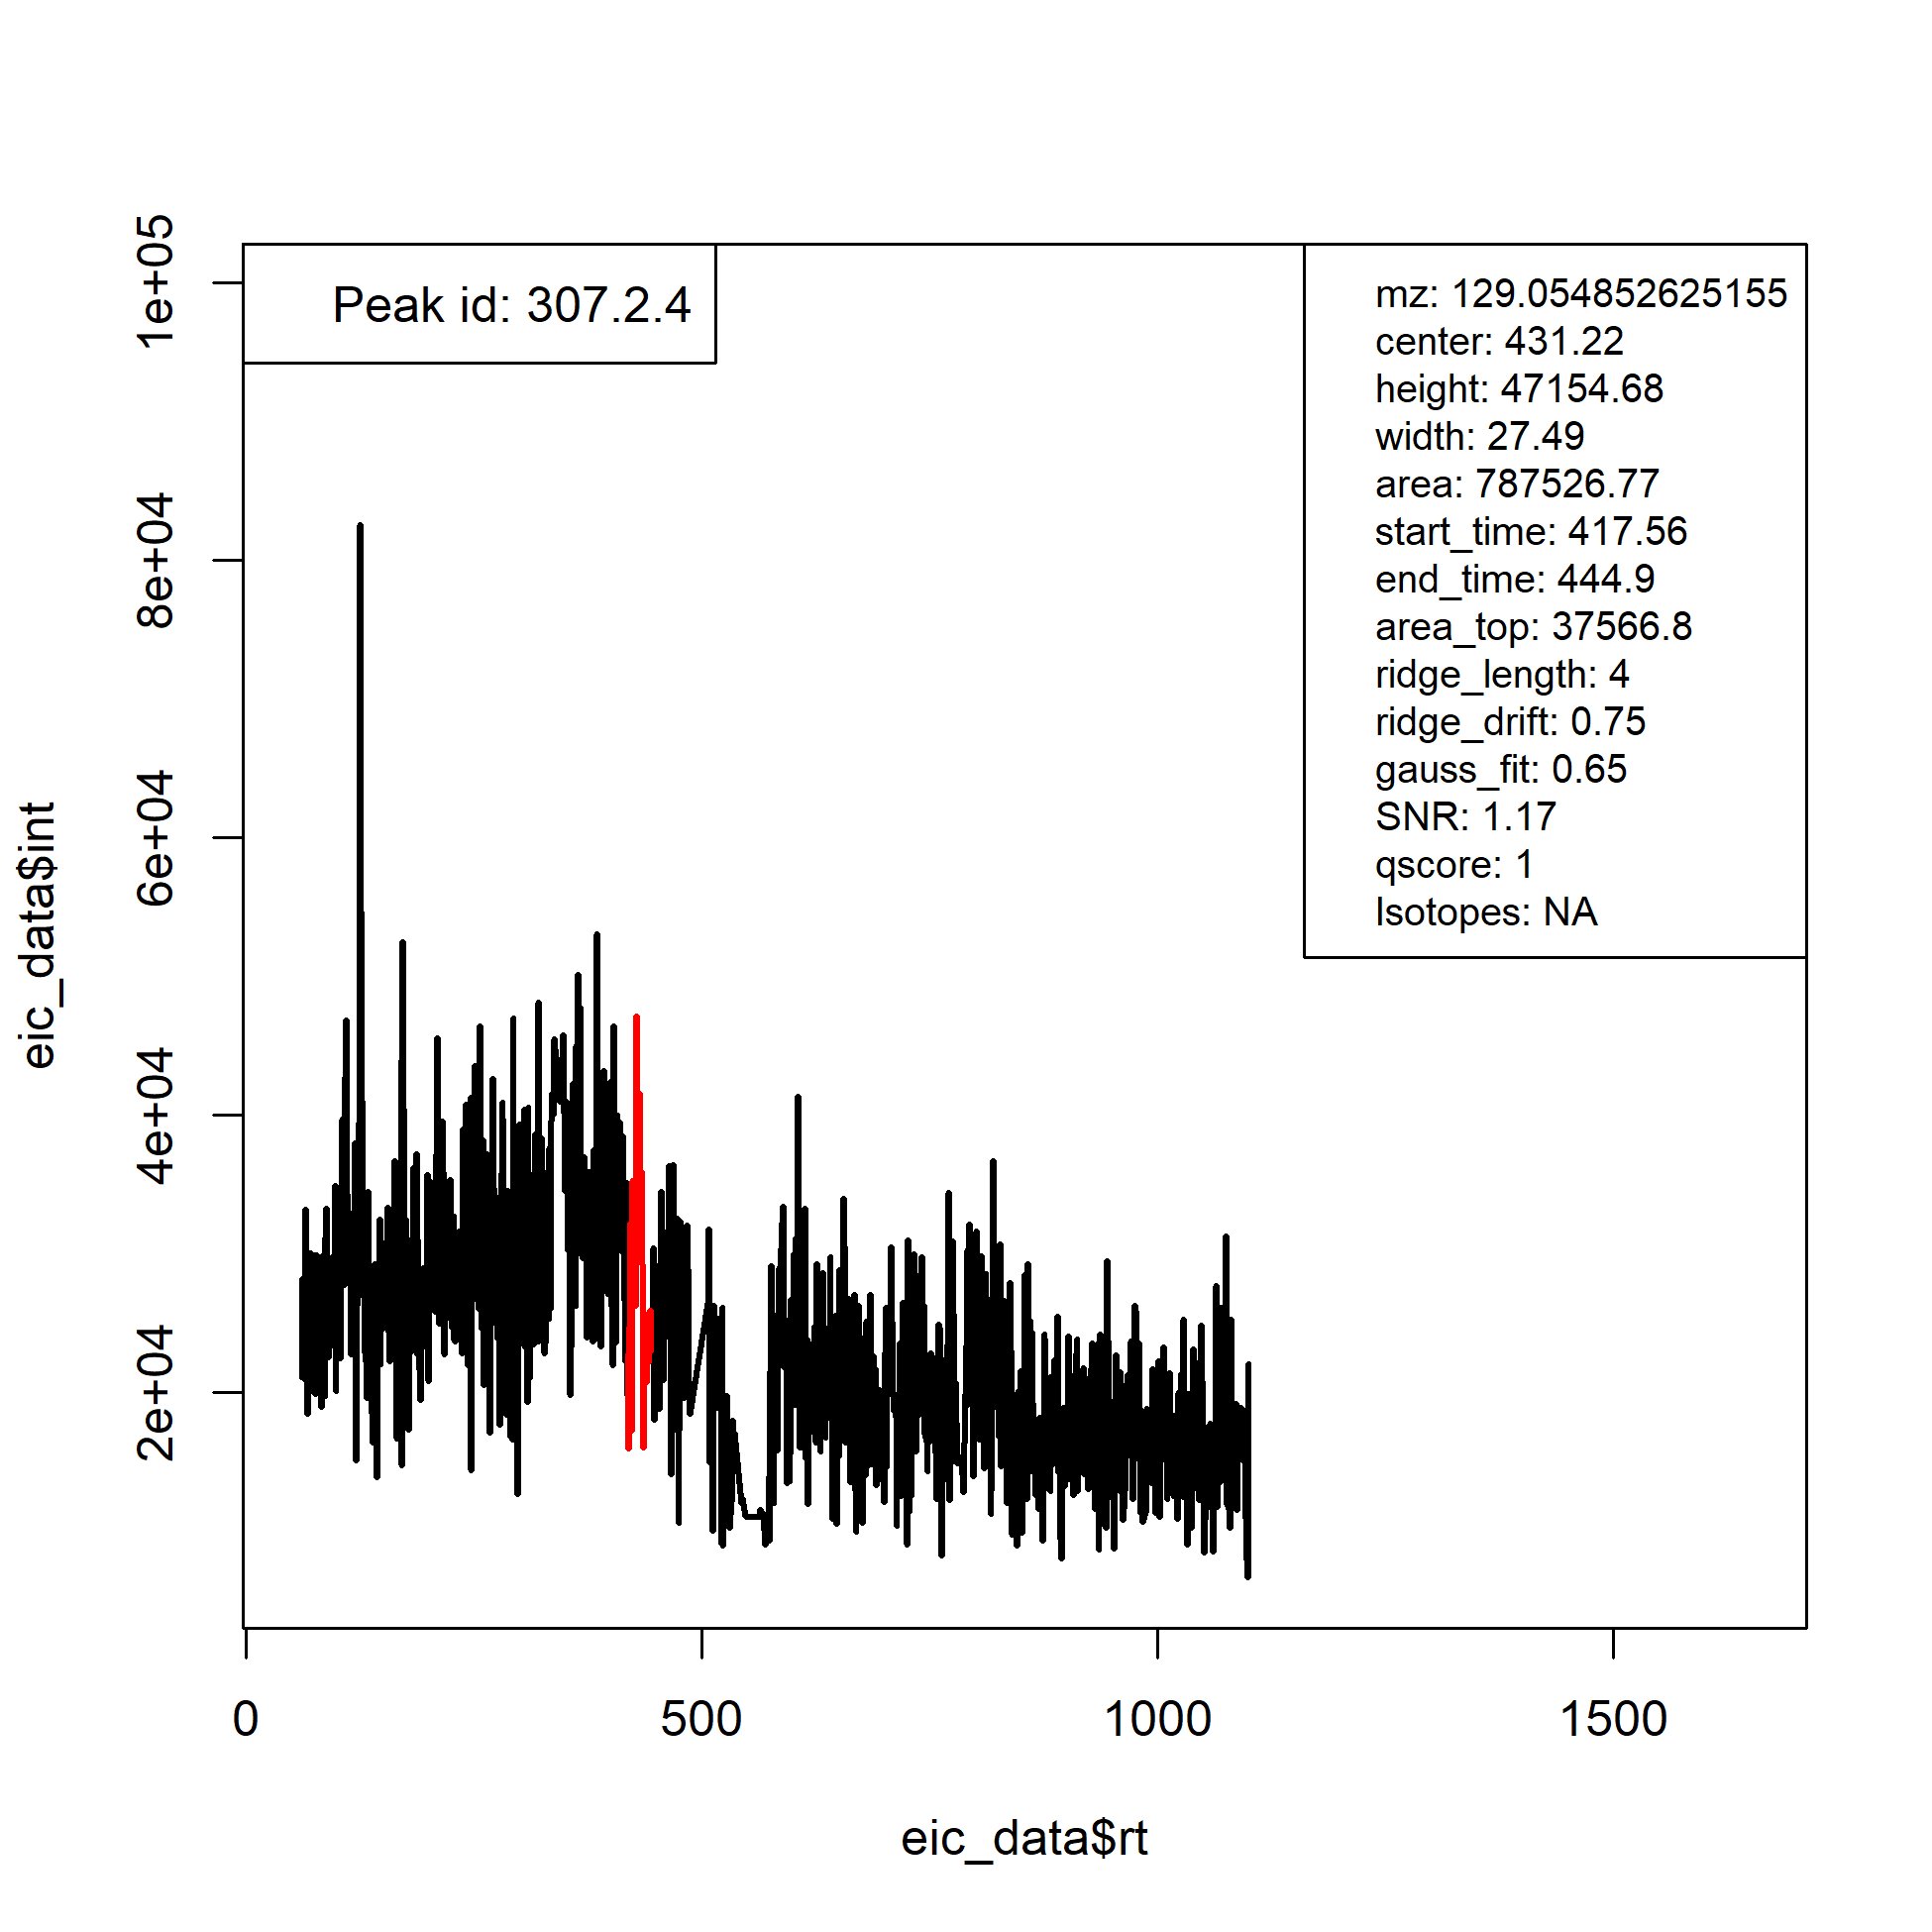 Peak id: 307.2.4
mz: 129.054852625155
center: 431.22
height: 47154.68
width: 27.49
area: 787526.77
start_time: 417.56
end_time: 444.9
area_top: 37566.8
ridge_length: 4
ridge_drift: 0.75
gauss_fit: 0.65
SNR: 1.17
qscore: 1
Isotopes: NA
1e+05
8e+04
6e+04
4e+04
2e+04
eic_data$int
0 500 1000 1500
eic_data$rt